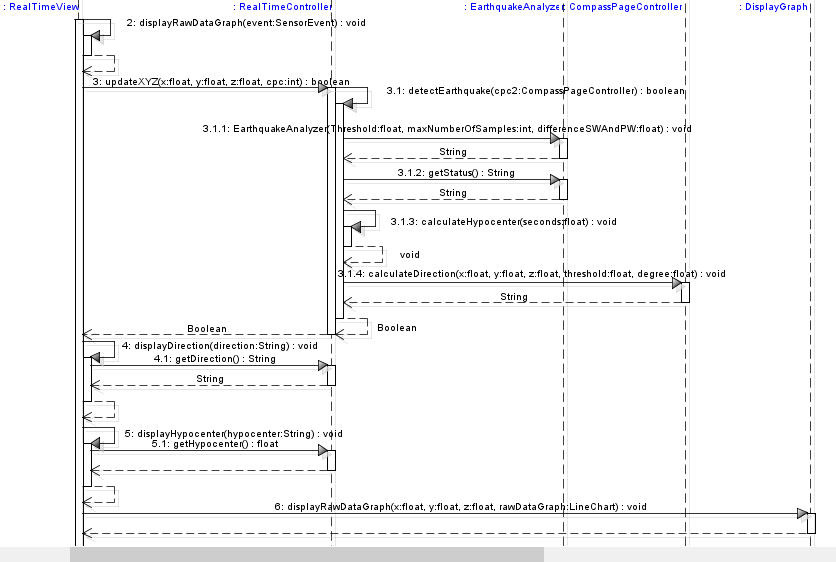 : RealTimeView : RealTimeController : EarthquakeAnalyzer : CompassPageController : DisplayGraph
2: displayRawDataGraph(event:SensorEvent) : void
3: updateXYZ(x:float, y:float, z:float, cpc:int) : boolean
3.1: detectEarthquake(cpc2:CompassPageController) : boolean
3.1.1: EarthquakeAnalyzer(Threshold:float, maxNumberOfSamples:int, differenceSWAndPW:float) : void
String
3.1.2: getStatus() : String
String
3.1.3: calculateHypocenter(seconds:float) : void
void
3.1.4: calculateDirection(x:float, y:float, z:float, threshold:float, degree:float) : void
String
Boolean
Boolean
4: displayDirection(direction:String) : void
4.1: getDirection() : String
String
5: displayHypocenter(hypocenter:String) : void
5.1: getHypocenter() : float
6: displayRawDataGraph(x:float, y:float, z:float, rawDataGraph:LineChart) : void